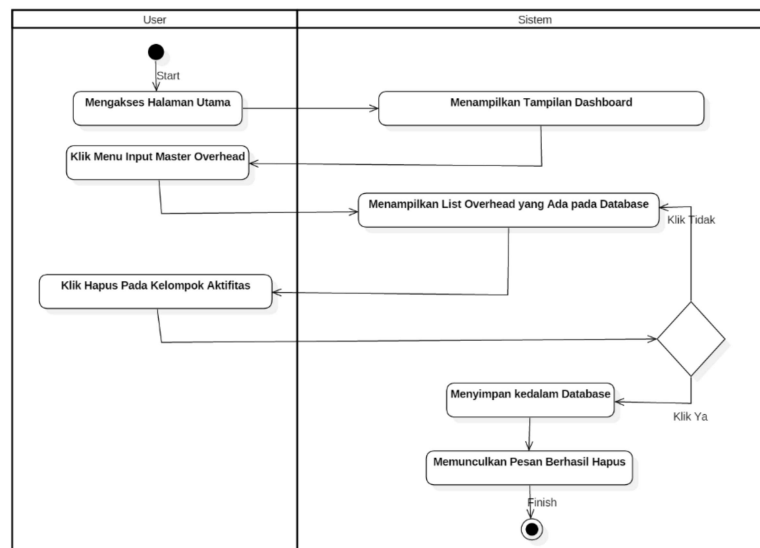 User
Sistem
Start
Mengakses Halaman Utama
Menampilkan Tampilan Dashboard
Klik Menu Input Master Overhead
Menampilkan List Overhead yang Ada pada Database
Klik Tidak
Klik Hapus Pada Kelompok Aktifitas
Menyimpan kedalam Database
Klik Ya
Memunculkan Pesan Berhasil Hapus
Finish